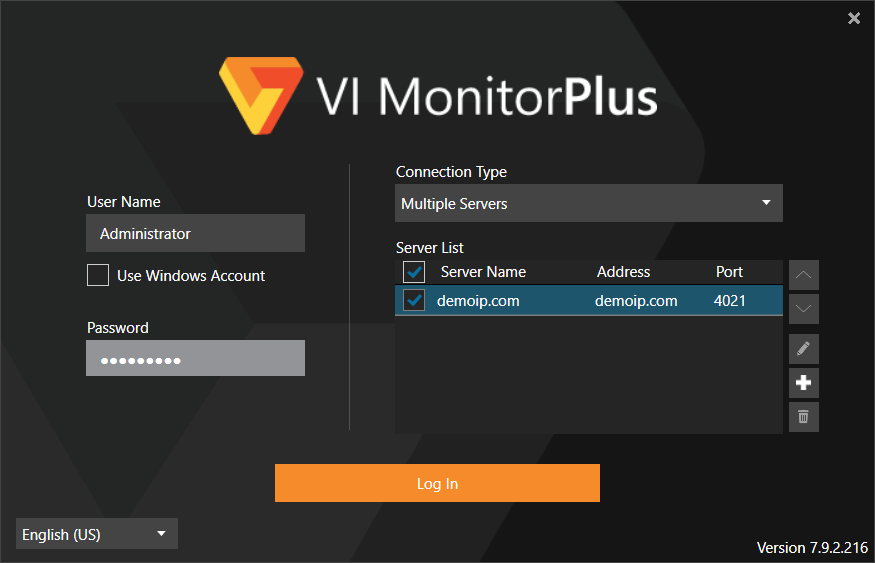 VI MonitorPlus
User Name
Administrator
Use Windows Account
Password
Connection Type
Multiple Servers
Server List
Server Name Address Port
demoip.com demoip.com 4021
Log In
English (US)
Version 7.9.2.216